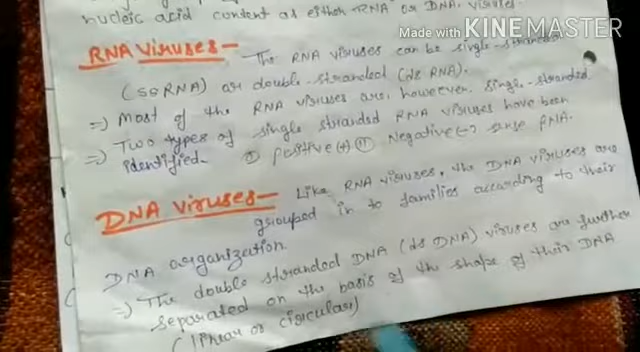 nucleic acid content as either RNA or DNA viruses.
Made with KINEMASTER
RNA Viruses- The RNA viruses can be single-stranded
(SSRNA) or double-stranded (ds RNA).
=) Most of the RNA viruses are, however, single-stranded
=) Two types of single stranded RNA viruses have been
identified. ① positive (+) ⑪ Negative (-) sense RNA.
DNA Viruses- Like RNA viruses, the DNA viruses are
grouped in to families according to their
DNA organization.
=) The double stranded DNA (ds DNA) viruses are further
separated on the basis of the shape of their DNA
(linear or circular)